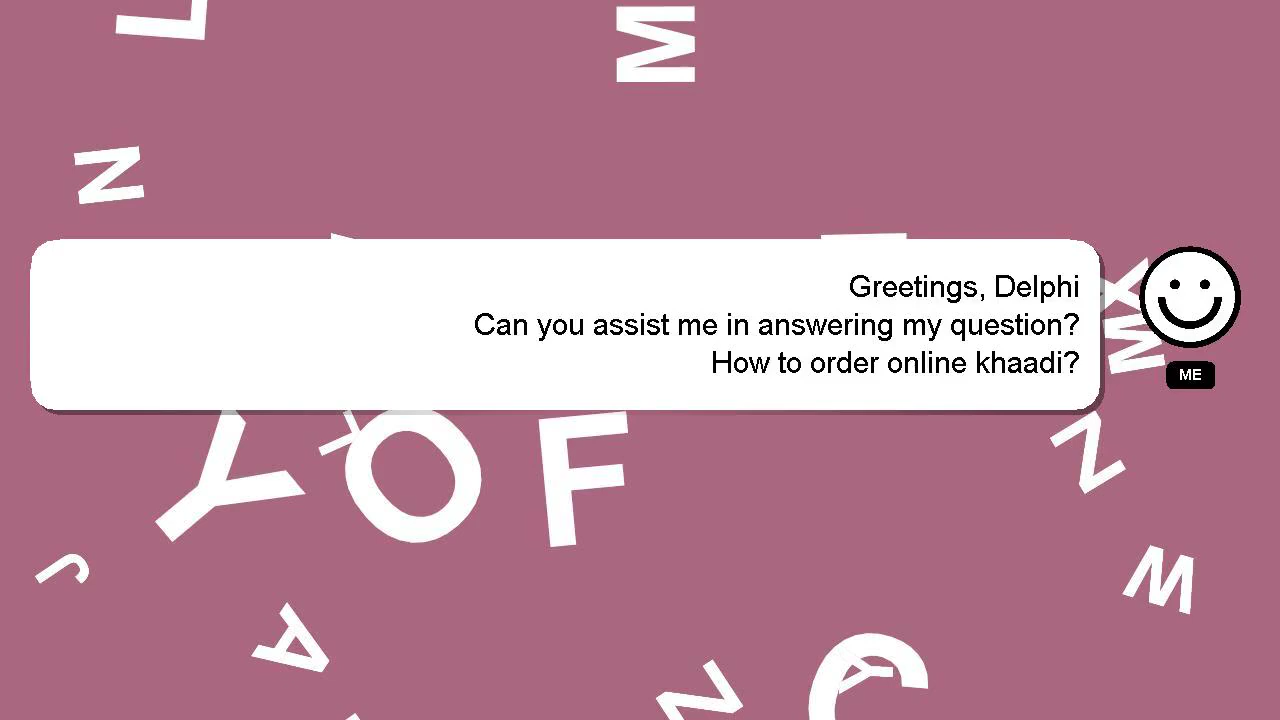 Greetings, Delphi
Can you assist me in answering my question?
How to order online khaadi?
ME
L
M
N
Y
O
F
X
M
N
J
W
A
N
C
A